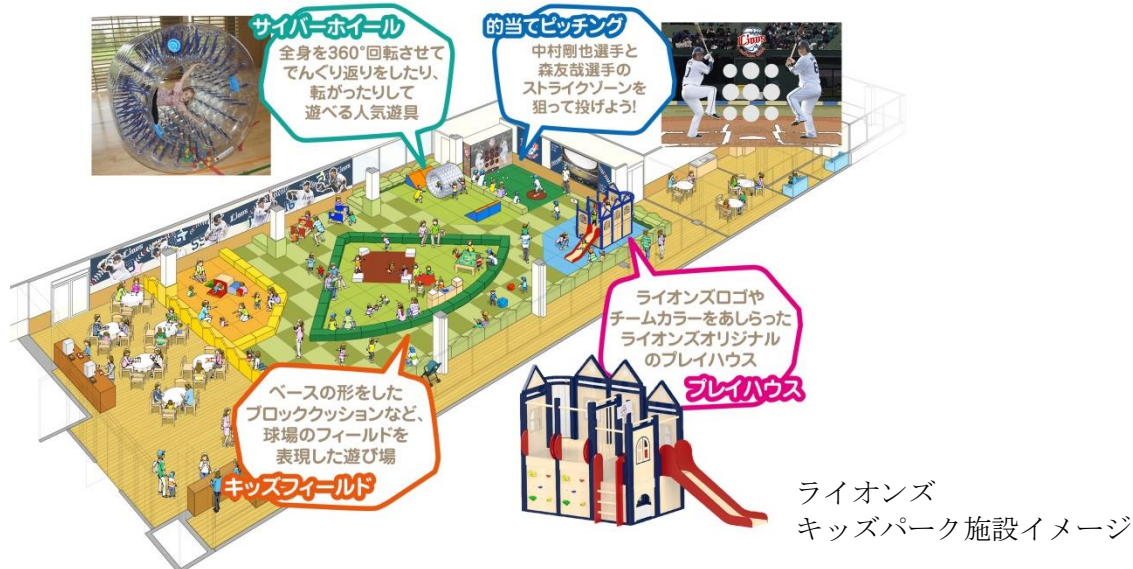 サイバーホイール
全身を360°回転させて
でんぐり返りをしたり、
転がったりして
遊べる人気遊具
的当てピッチング
中村剛也選手と
森友哉選手の
ストライクゾーンを
狙って投げよう!
Lions
ライオンズロゴや
チームカラーをあしらった
ライオンズオリジナル
のプレイハウス
プレイハウス
ベースの形をした
ブロッククッションなど、
球場のフィールドを
表現した遊び場
キッズフィールド
ライオンズ
キッズパーク施設イメージ